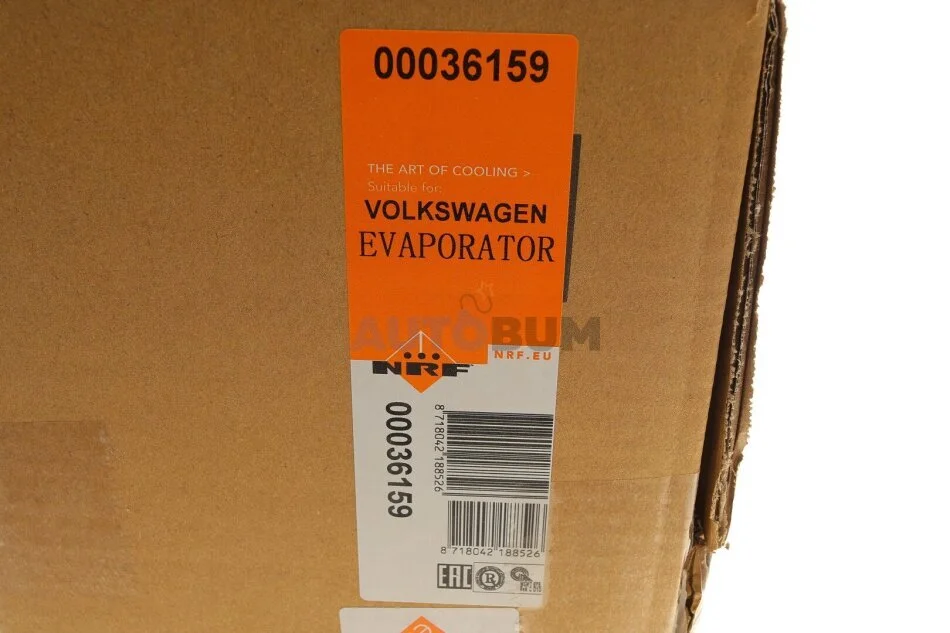 00036159
THE ART OF COOLING >
Suitable for:
VOLKSWAGEN
EVAPORATOR
AUTOBUM
NRF.EU
NRF
00036159
8 718042 188526
8 718042 188526
EAC
R